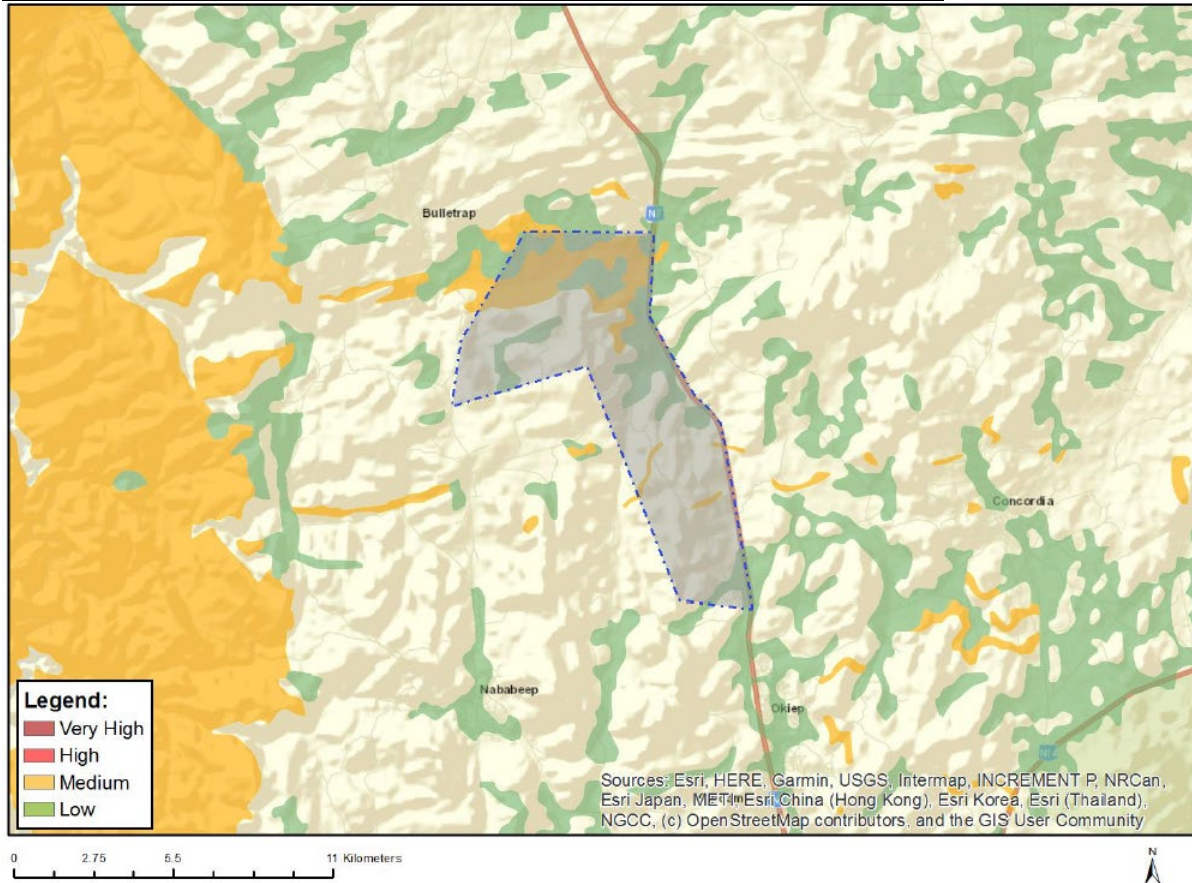 N7
Bulletrap
Concordia
Nababeep
Okiep
N14
Legend:
Very High
High
Medium
Low
Sources: Esri, HERE, Garmin, USGS, Intermap, INCREMENT P, NRCan,
Esri Japan, METI, Esri China (Hong Kong), Esri Korea, Esri (Thailand),
NGCC, (c) OpenStreetMap contributors, and the GIS User Community
0 2.75 5.5 11 Kilometers
N